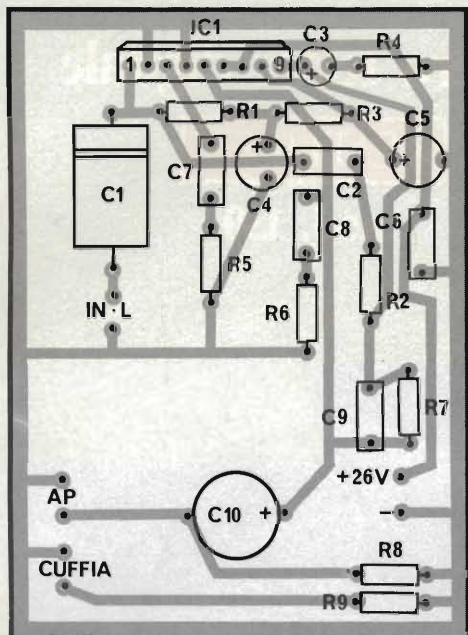 JC1
C3
R4
1
9
+
R1
R3
C5
+
+
C1
C7
C4
C2
C6
C8
R5
IN·L
R6
R2
C9
R7
+26V
AP
C10
+
-
CUFFIA
R8
R9